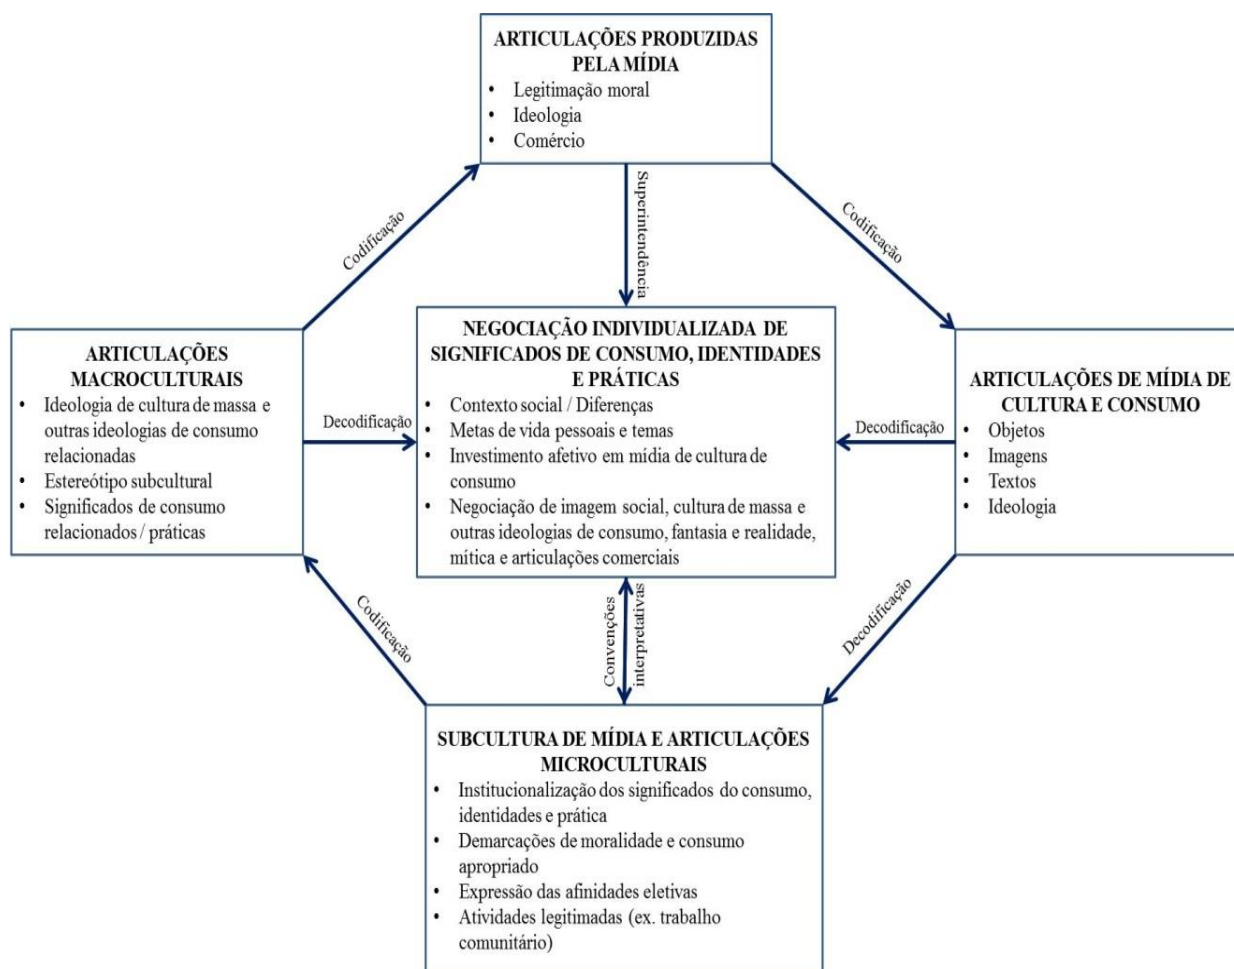 ARTICULAÇÕES PRODUZIDAS
PELA MÍDIA
• Legitimação moral
• Ideologia
• Comércio
Codificação
Superintendência
Codificação
ARTICULAÇÕES
MACROCULTURAIS
• Ideologia de cultura de massa e
outras ideologias de consumo
relacionadas
• Estereótipo subcultural
• Significados de consumo
relacionados / práticas
Decodificação
NEGOCIAÇÃO INDIVIDUALIZADA DE
SIGNIFICADOS DE CONSUMO, IDENTIDADES
E PRÁTICAS
• Contexto social / Diferenças
• Metas de vida pessoais e temas
• Investimento afetivo em mídia de cultura de
consumo
• Negociação de imagem social, cultura de massa e
outras ideologias de consumo, fantasia e realidade,
mítica e articulações comerciais
Decodificação
ARTICULAÇÕES DE MÍDIA DE
CULTURA E CONSUMO
• Objetos
• Imagens
• Textos
• Ideologia
Codificação
Convenções
interpretativas
Decodificação
SUBCULTURA DE MÍDIA E ARTICULAÇÕES
MICROCULTURAIS
• Institucionalização dos significados do consumo,
identidades e prática
• Demarcações de moralidade e consumo
apropriado
• Expressão das afinidades eletivas
• Atividades legitimadas (ex. trabalho
comunitário)